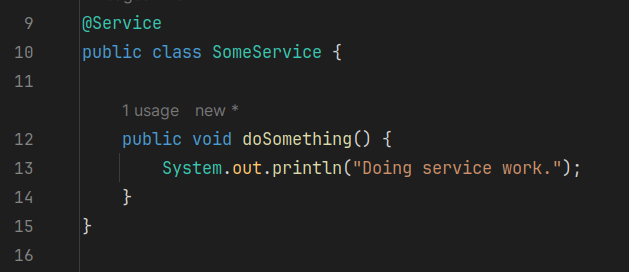 9 @Service
10 public class SomeService {
11
1 usage new *
12 public void doSomething() {
13 System.out.println("Doing service work.");
14 }
15 }
16